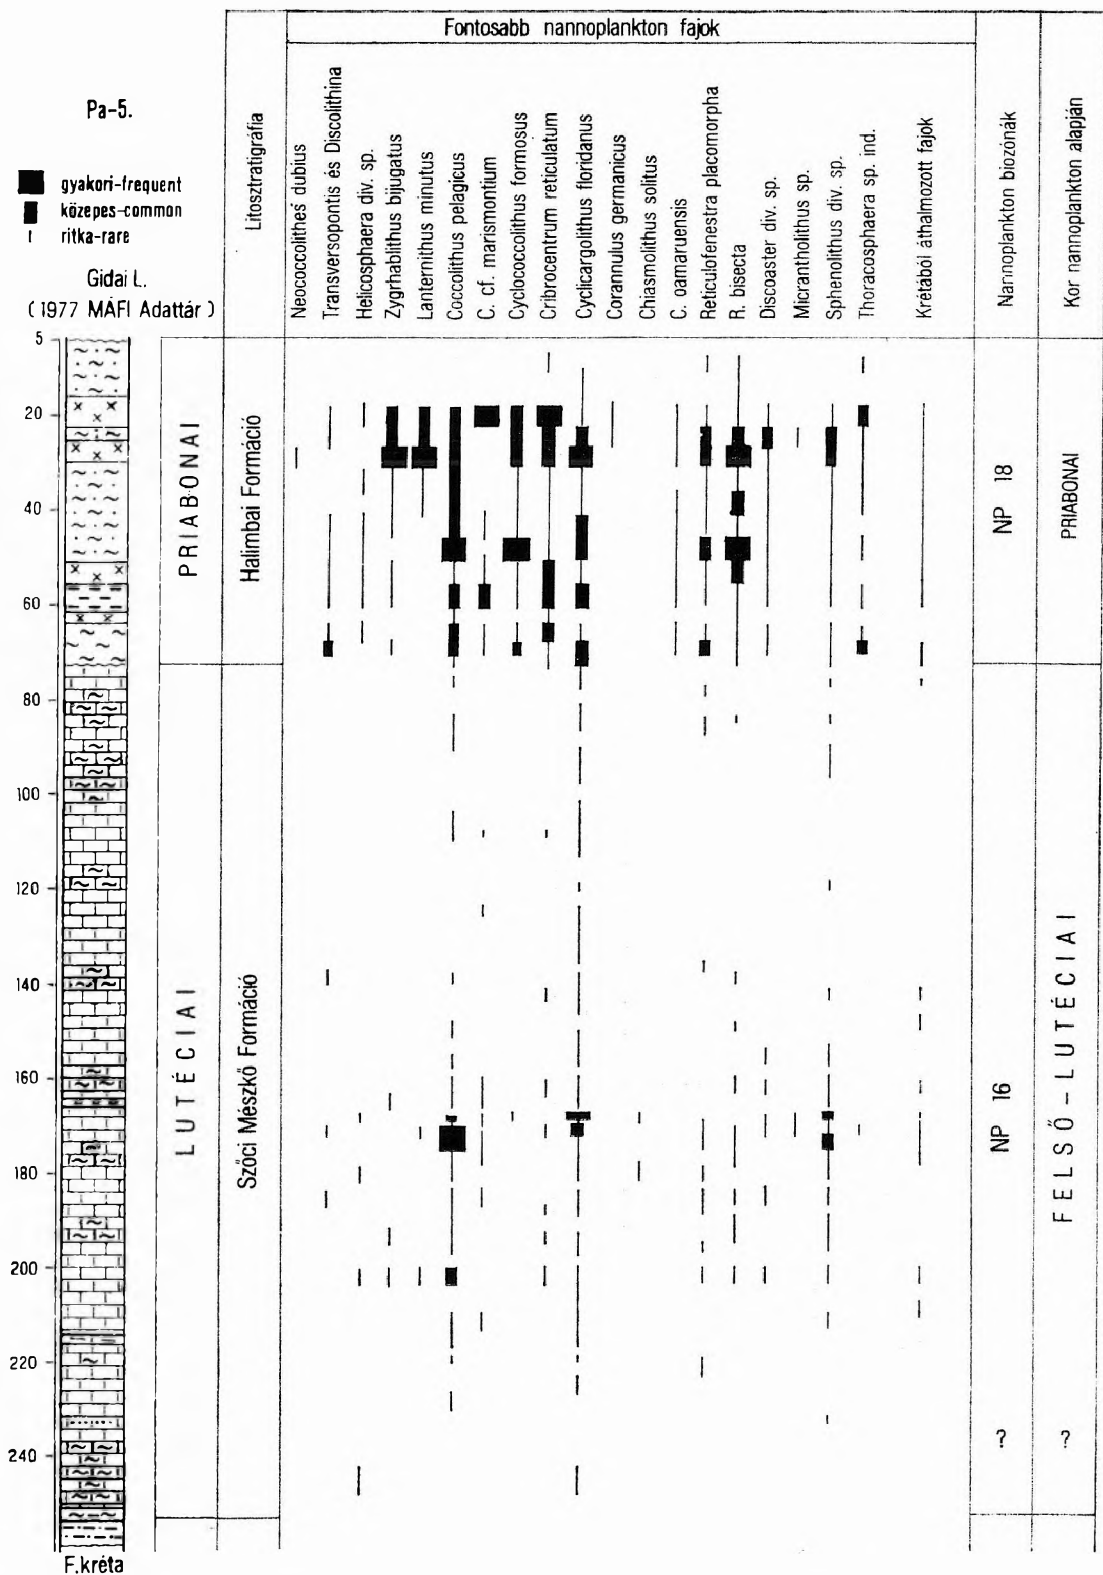 Fontosabb nannoplankton fajok
Pa-5.
gyakori-frequent
közepes-common
ritka-rare
Gidai L.
(1977 MÁFI Adattár)
Litosztratigráfia
Neococcolithes dubius
Transversopontis és Discolithina
Helicosphaera div. sp.
Zygrhablithus bijugatus
Lanternithus minutus
Coccolithus pelagicus
C. cf. marismontium
Cyclococcolithus formosus
Cribrocentrum reticulatum
Cyclicargolithus floridanus
Corannulus germanicus
Chiasmolithus solitus
C. oamaruensis
Reticulofenestra placomorpha
R. bisecta
Discoaster div. sp.
Micrantholithus sp.
Sphenolithus div. sp.
Thoracosphaera sp. ind.
Krétából áthalmozott fajok
Nannoplankton biozónák
Kor nannoplankton alapján
5
20
40
60
80
100
120
140
160
180
200
220
240
F.kréta
PRIABONAI
Halimbai Formáció
NP 18
PRIABONAI
LUTÉCIAI
Szőci Mészkő Formáció
NP 16
FELSŐ-LUTÉCIAI
?
?